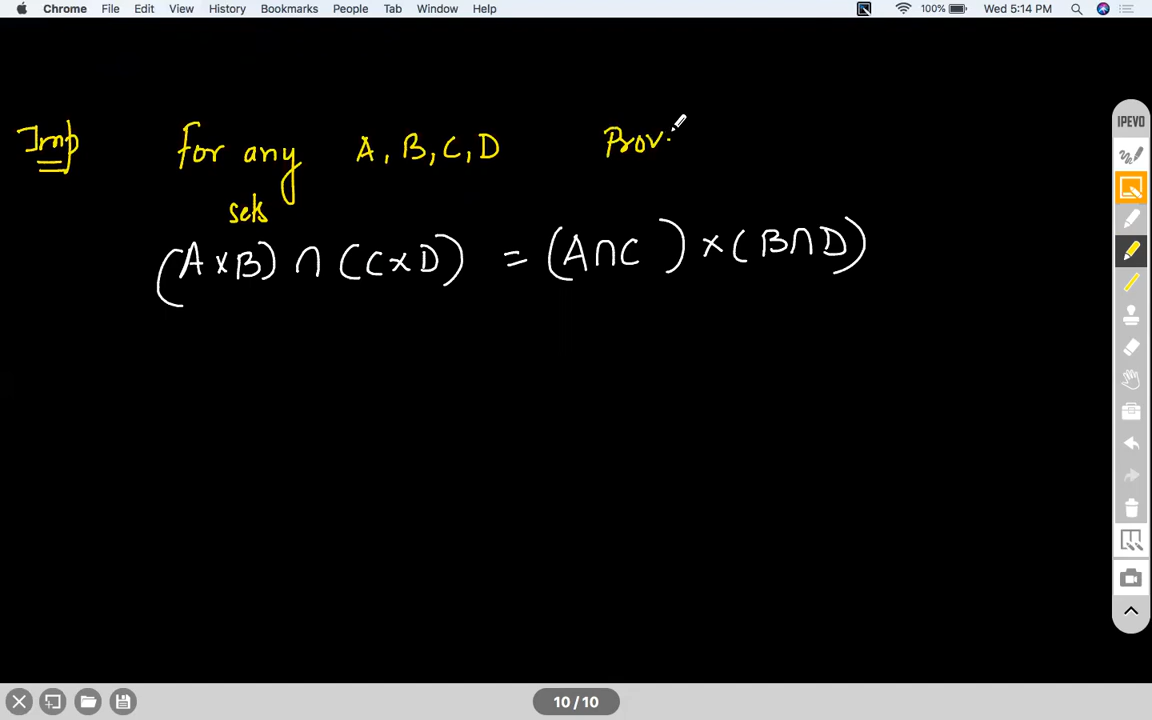 Chrome File Edit View History Bookmarks People Tab Window Help 100% Wed 5:14 PM
IPEVO
Imp For any A, B, C, D Prov
sets
(A×B) ∩ (C×D) = (A∩C) × (B∩D)
10 / 10